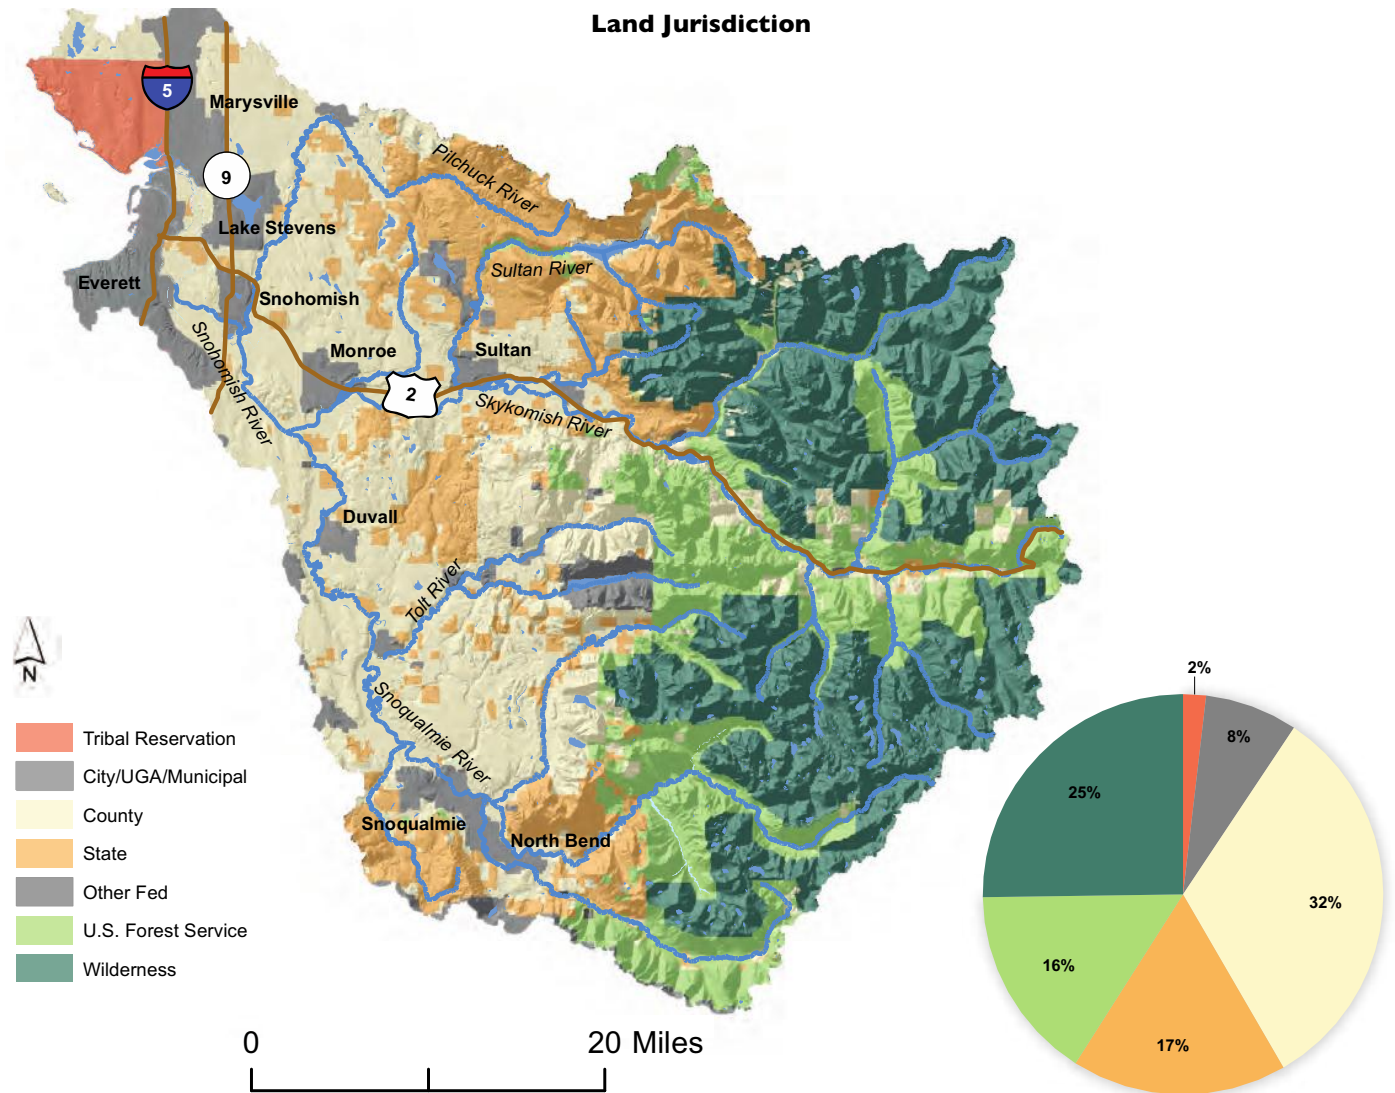 Land Jurisdiction
5
Marysville
9
Pilchuck River
Lake Stevens
Sultan River
Everett
Snohomish
Snohomish River
Monroe
Sultan
2
Skykomish River
Duvall
Tolt River
N
Snoqualmie River
Snoqualmie
North Bend
Tribal Reservation
City/UGA/Municipal
County
State
Other Fed
U.S. Forest Service
Wilderness
0 20 Miles
2%
8%
25%
32%
16%
17%